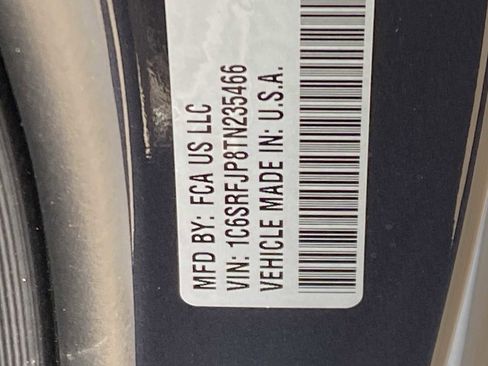 MFD BY: FCA US LLC
VIN: 1C6SRFJP8TN235466
VEHICLE MADE IN: U.S.A.